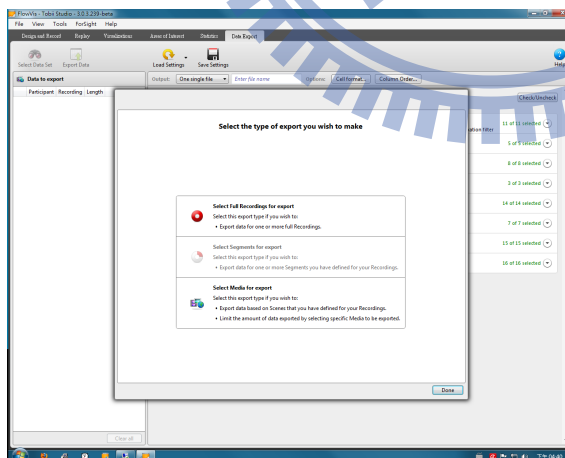 FlowVis - Tobii Studio - 3.0.3.239-beta
File View Tools ForSight Help
Design and Record Replay Visualizations Areas of Interest Statistics Data Export
Select Data Set Export Data Load Settings Save Settings Help
Data to export Output: One single file Enter file name Options: Cell format... Column Order...
Participant Recording Length Check/Uncheck
11 of 11 selected
5 of 5 selected
8 of 8 selected
3 of 3 selected
14 of 14 selected
7 of 7 selected
15 of 15 selected
16 of 16 selected
Select the type of export you wish to make
Select Full Recordings for export
Select this export type if you wish to:
• Export data for one or more full Recordings.
Select Segments for export
Select this export type if you wish to:
• Export data for one or more Segments you have defined for your Recordings.
Select Media for export
Select this export type if you wish to:
• Export data based on Scenes that you have defined for your Recordings.
• Limit the amount of data exported by selecting specific Media to be exported.
Done
Clear all
下午 04:40